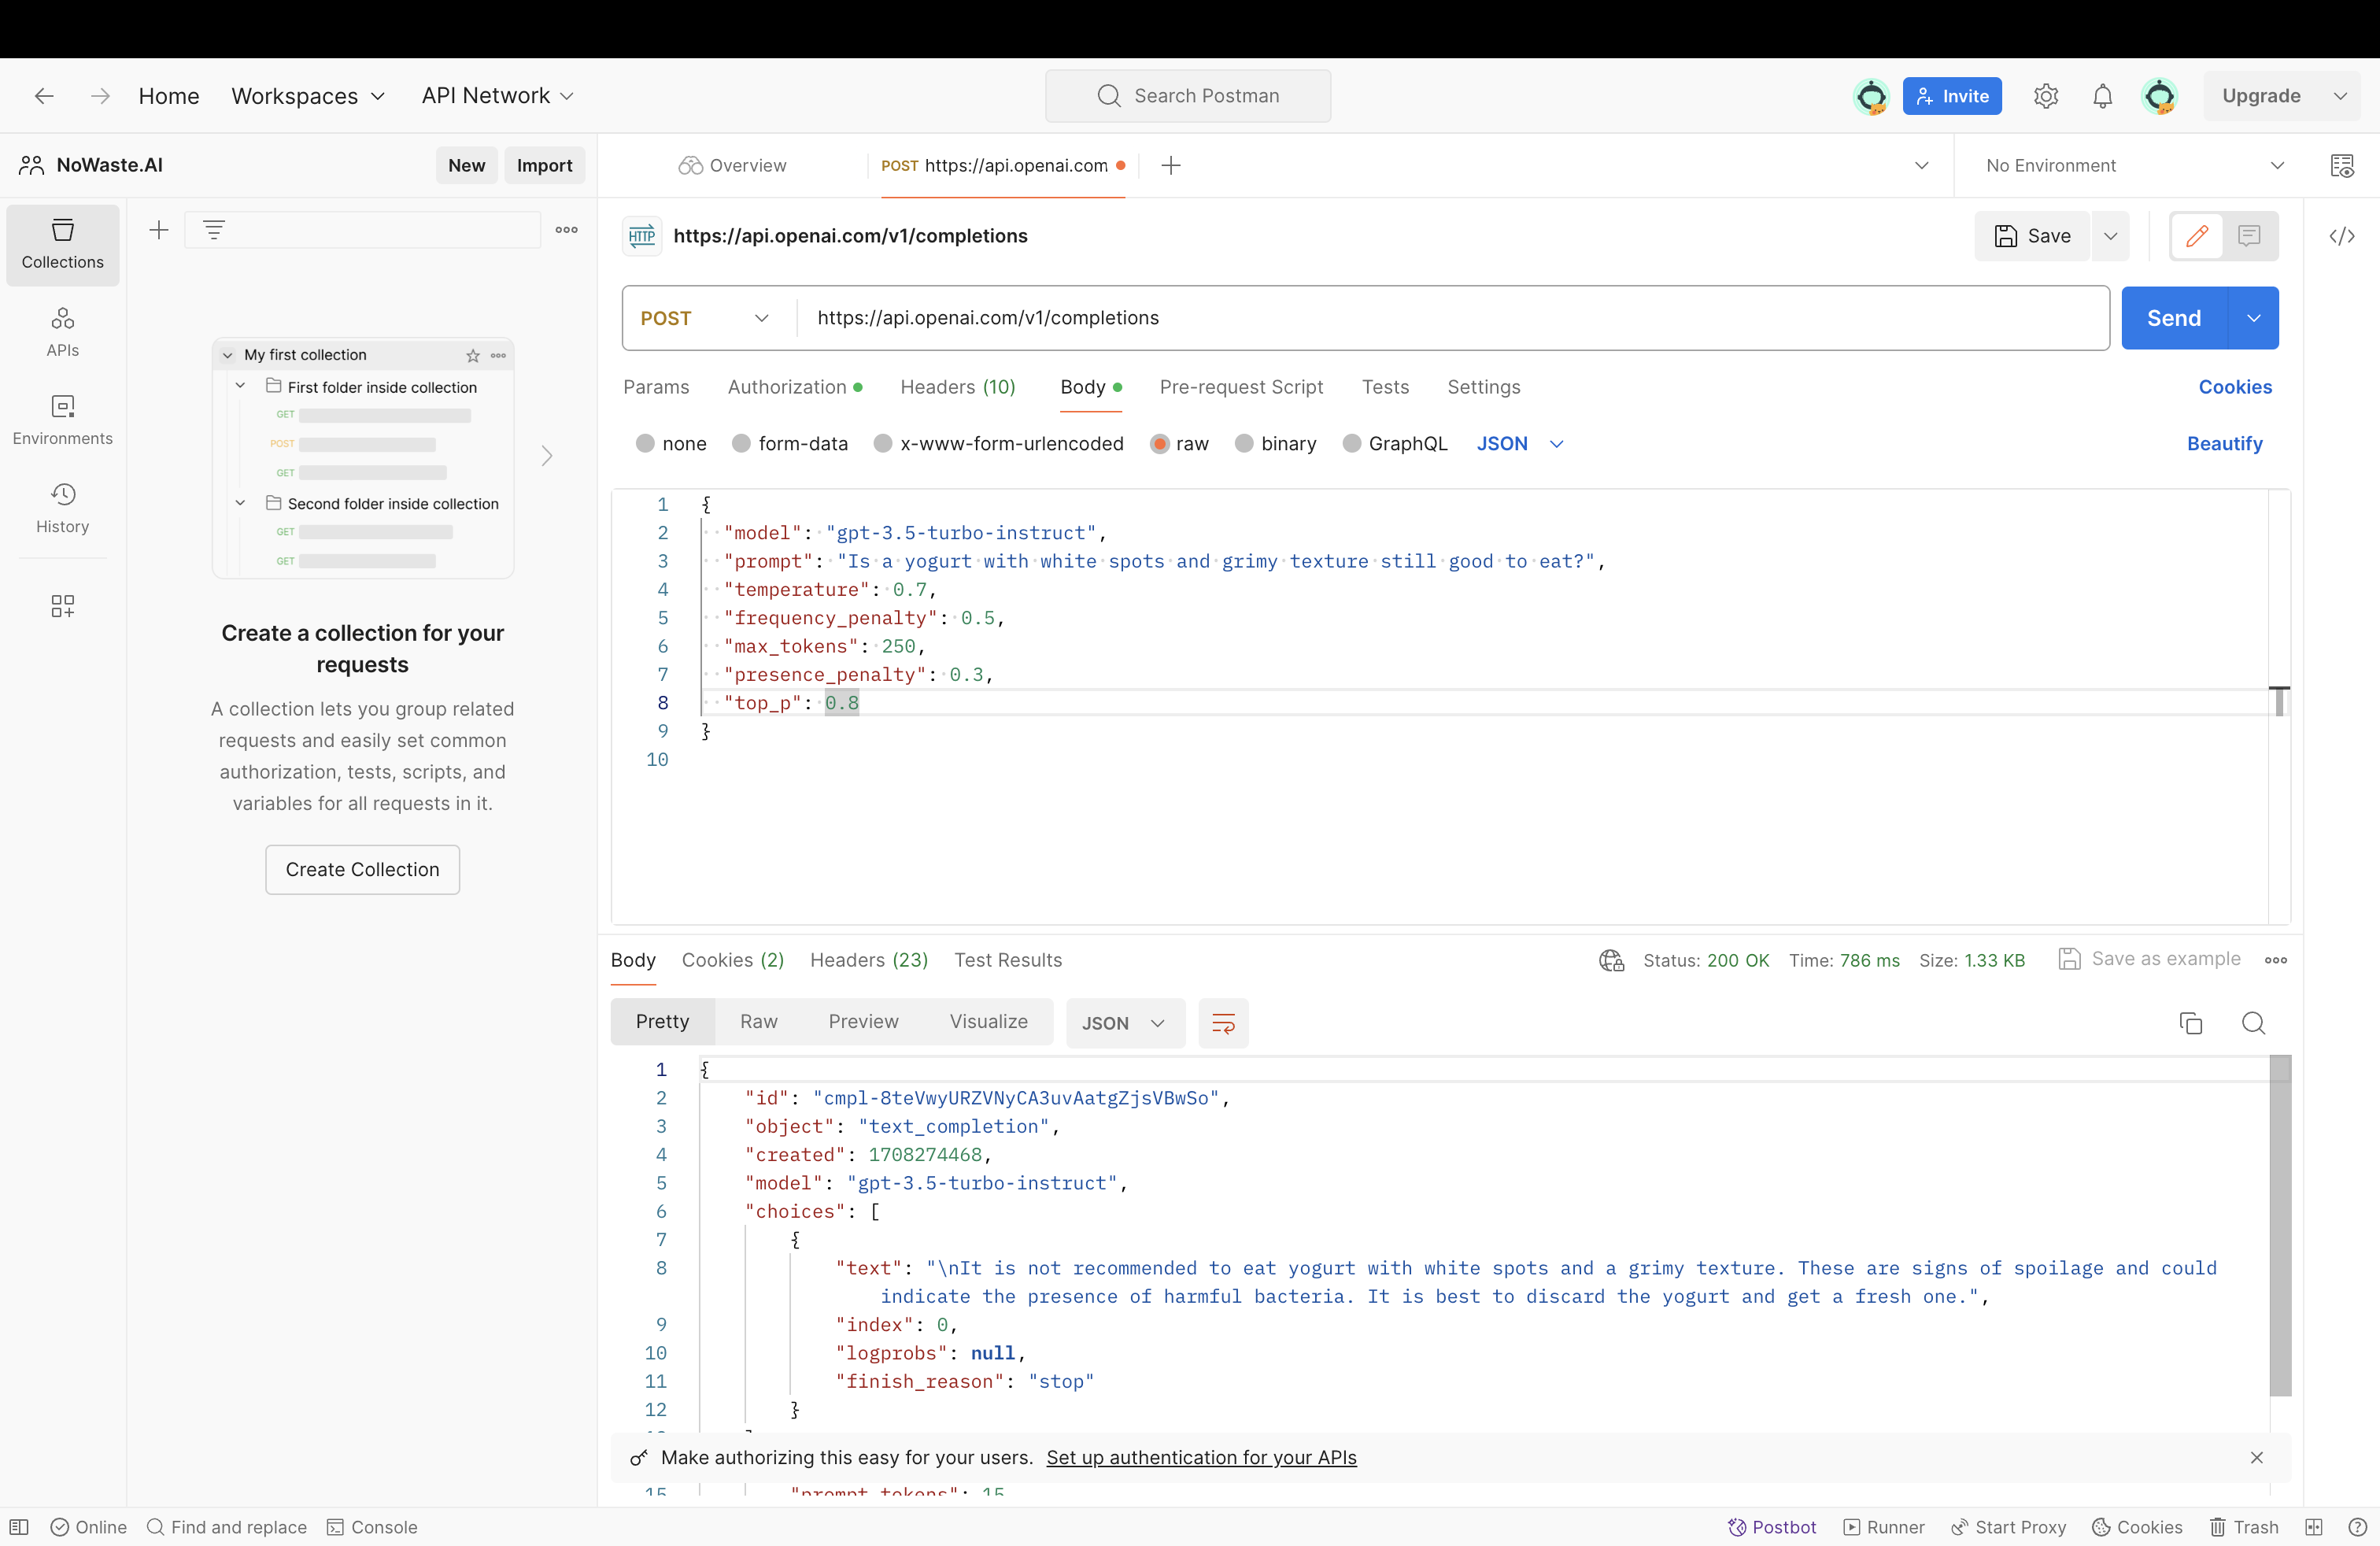 Home Workspaces API Network Search Postman Invite Upgrade
NoWaste.AI New Import Overview POST https://api.openai.com No Environment
Collections
APIs
Environments
History
My first collection
First folder inside collection
GET
POST
GET
Second folder inside collection
GET
GET
Create a collection for your
requests
A collection lets you group related
requests and easily set common
authorization, tests, scripts, and
variables for all requests in it.
Create Collection
HTTP https://api.openai.com/v1/completions Save
POST https://api.openai.com/v1/completions Send
Params Authorization Headers (10) Body Pre-request Script Tests Settings Cookies
none form-data x-www-form-urlencoded raw binary GraphQL JSON Beautify
1 {
2 "model": "gpt-3.5-turbo-instruct",
3 "prompt": "Is a yogurt with white spots and grimy texture still good to eat?",
4 "temperature": 0.7,
5 "frequency_penalty": 0.5,
6 "max_tokens": 250,
7 "presence_penalty": 0.3,
8 "top_p": 0.8
9 }
10
Body Cookies (2) Headers (23) Test Results Status: 200 OK Time: 786 ms Size: 1.33 KB Save as example
Pretty Raw Preview Visualize JSON
1 {
2 "id": "cmpl-8teVwyURZVNyCA3uvAatgZjsVBwSo",
3 "object": "text_completion",
4 "created": 1708274468,
5 "model": "gpt-3.5-turbo-instruct",
6 "choices": [
7 {
8 "text": "\nIt is not recommended to eat yogurt with white spots and a grimy texture. These are signs of spoilage and could
indicate the presence of harmful bacteria. It is best to discard the yogurt and get a fresh one.",
9 "index": 0,
10 "logprobs": null,
11 "finish_reason": "stop"
12 }
Make authorizing this easy for your users. Set up authentication for your APIs
15 "prompt_tokens": 15
Online Find and replace Console Postbot Runner Start Proxy Cookies Trash